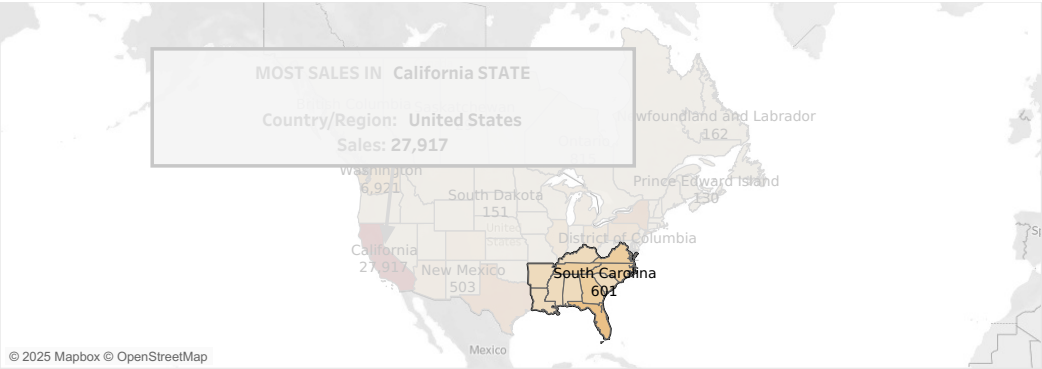 MOST SALES IN California STATE
Country/Region: United States
Sales: 27,917
Newfoundland and Labrador
162
Washington
6,921
Prince Edward Island
130
South Dakota
151
United
States
District of Columbia
California
27,917
New Mexico
503
South Carolina
601
Mexico
© 2025 Mapbox © OpenStreetMap